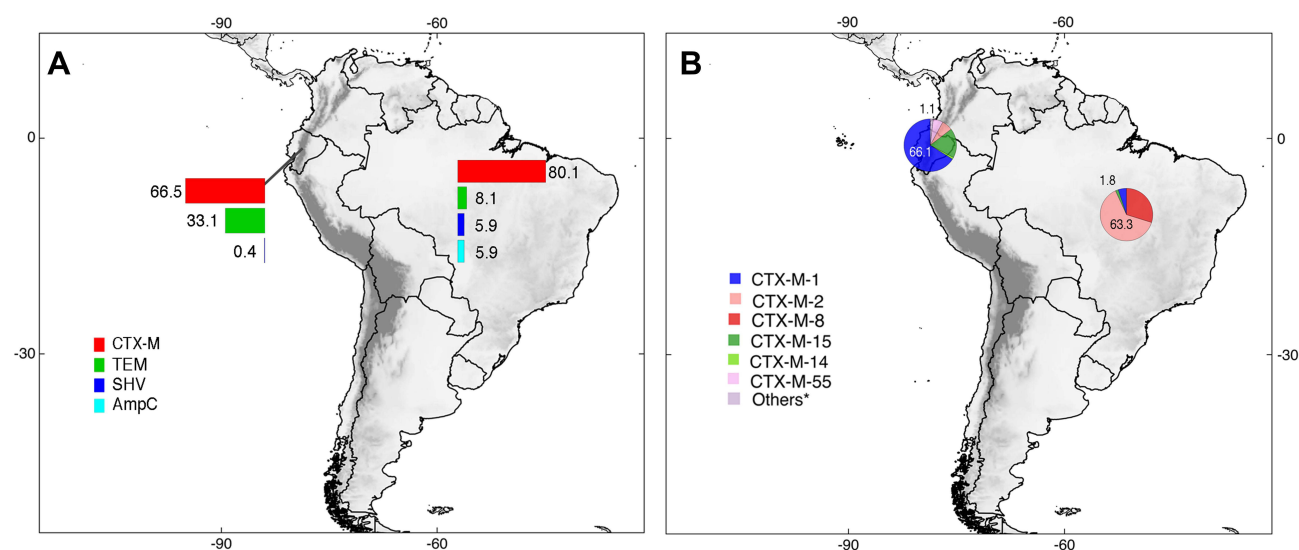 -90 -60
-90 -60
A
B
1.1
0
0
66.1
80.1
66.5
8.1
1.8
33.1
5.9
63.3
0.4
5.9
CTX-M-1
CTX-M-2
CTX-M-8
CTX-M-15
CTX-M-14
CTX-M-55
Others*
CTX-M
TEM
SHV
AmpC
-30
-30
-90 -60
-90 -60